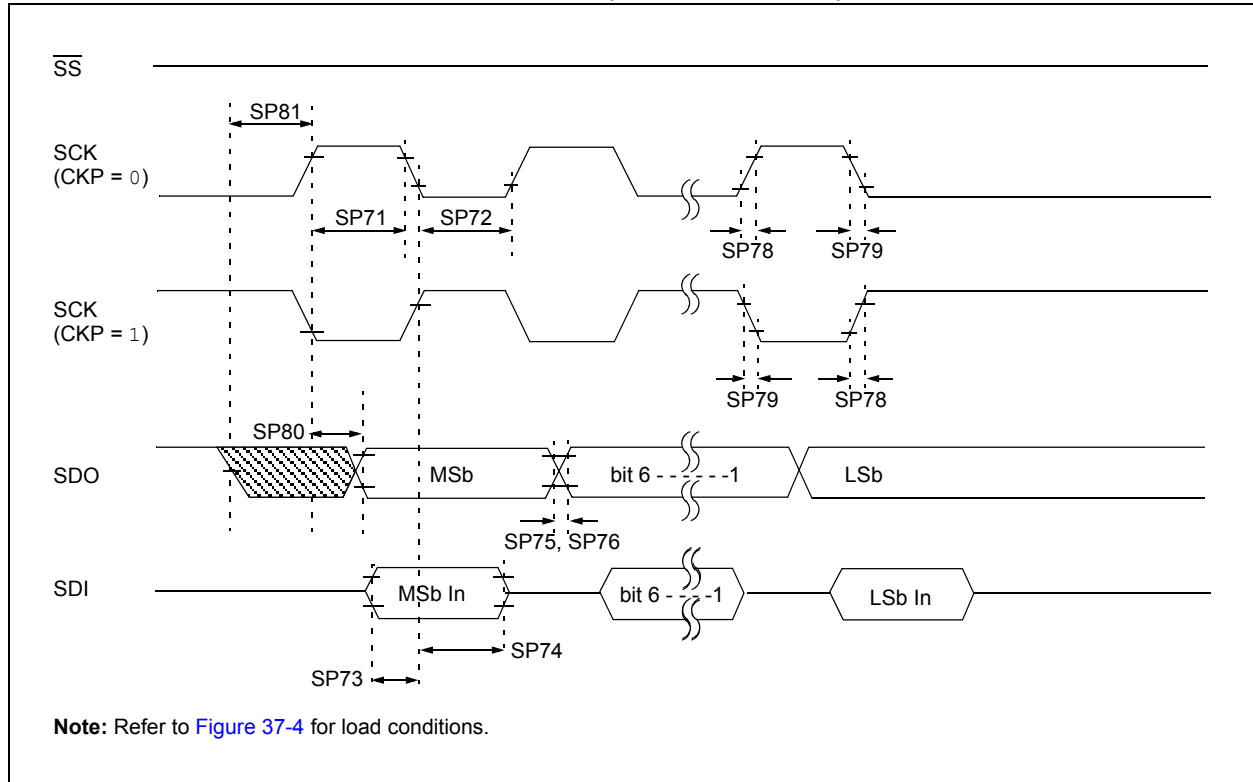 SS
SP81
SCK
(CKP = 0)
SP71
SP72
SP78
SP79
SCK
(CKP = 1)
SP79
SP78
SP80
SDO
MSb
bit 6 - - - - - -1
LSb
SP75, SP76
SDI
MSb In
bit 6 - - - -1
LSb In
SP74
SP73
Note: Refer to Figure 37-4 for load conditions.